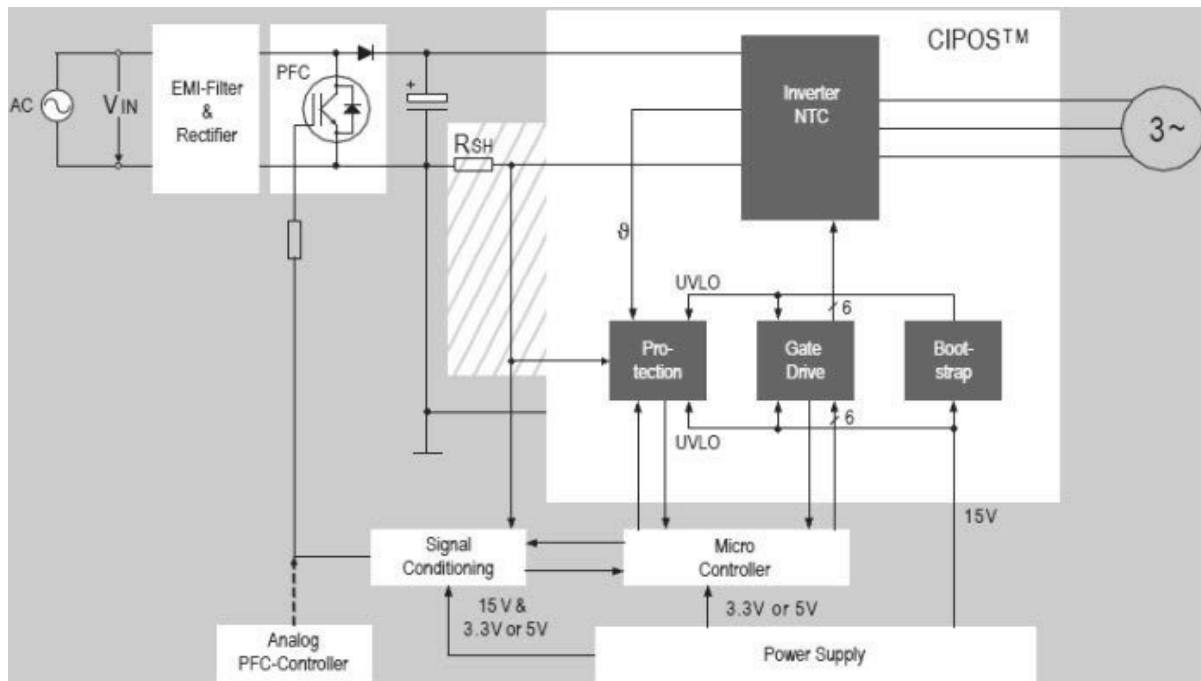 CIPOS™
AC
VIN
EMI-Filter
&
Rectifier
PFC
+
RSH
Inverter
NTC
3~
ϑ
UVLO
6
Pro-
tection
Gate
Drive
Boot-
strap
UVLO
6
15V
Signal
Conditioning
Micro
Controller
15V &
3.3V or 5V
3.3V or 5V
Analog
PFC-Controller
Power Supply